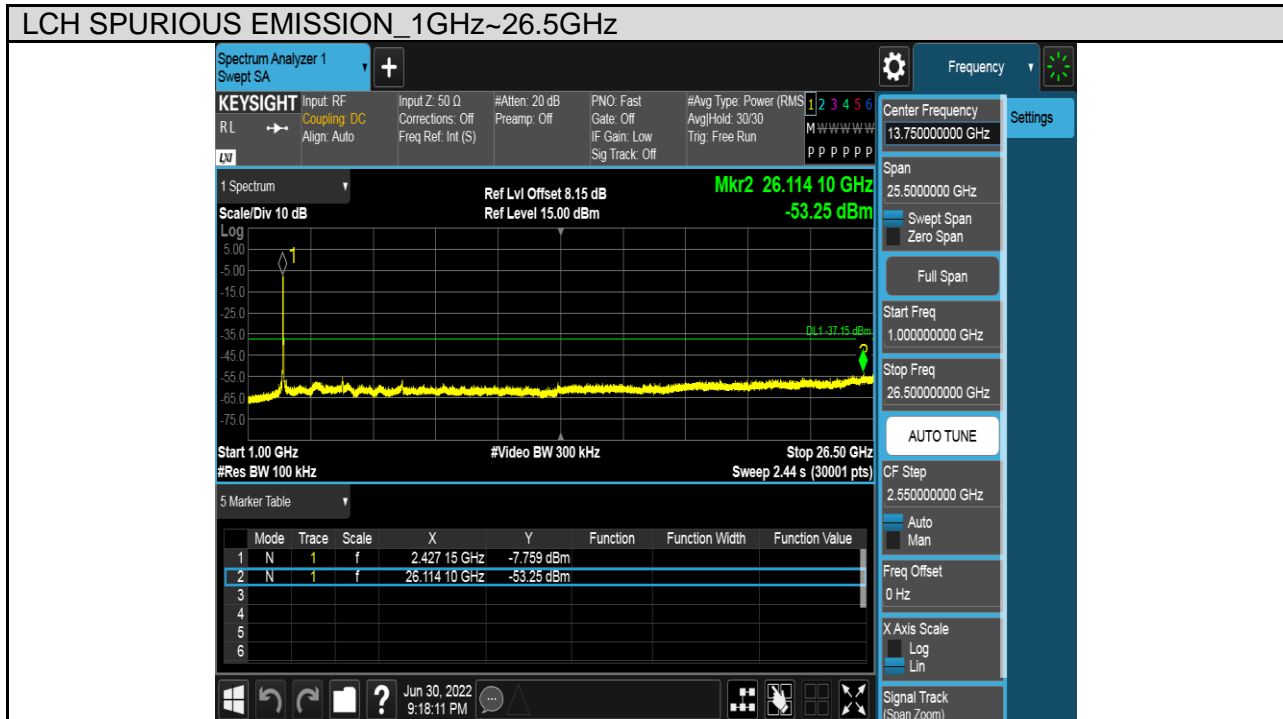 LCH SPURIOUS EMISSION_1GHz~26.5GHz
Spectrum Analyzer 1
Swept SA
+
Frequency
KEYSIGHT
RL
LXI
Input: RF
Coupling: DC
Align: Auto
Input Z: 50 Ω
Corrections: Off
Freq Ref: Int (S)
#Atten: 20 dB
Preamp: Off
PNO: Fast
Gate: Off
IF Gain: Low
Sig Track: Off
#Avg Type: Power (RMS
Avg|Hold: 30/30
Trig: Free Run
1 2 3 4 5 6
M W W W W W
P P P P P P
1 Spectrum
Scale/Div 10 dB
Ref Lvl Offset 8.15 dB
Ref Level 15.00 dBm
Mkr2 26.114 10 GHz
-53.25 dBm
Log
5.00
-5.00
-15.0
-25.0
-35.0
-45.0
-55.0
-65.0
-75.0
1
DL1 -37.15 dBm
2
Start 1.00 GHz
#Video BW 300 kHz
Stop 26.50 GHz
#Res BW 100 kHz
Sweep 2.44 s (30001 pts)
5 Marker Table
Mode Trace Scale X Y Function Function Width Function Value
1 N 1 f 2.427 15 GHz -7.759 dBm
2 N 1 f 26.114 10 GHz -53.25 dBm
3
4
5
6
Center Frequency
13.75000000 GHz
Settings
Span
25.5000000 GHz
Swept Span
Zero Span
Full Span
Start Freq
1.000000000 GHz
Stop Freq
26.500000000 GHz
AUTO TUNE
CF Step
2.550000000 GHz
Auto
Man
Freq Offset
0 Hz
X Axis Scale
Log
Lin
Signal Track
(Span Zoom)
?
Jun 30, 2022
9:18:11 PM